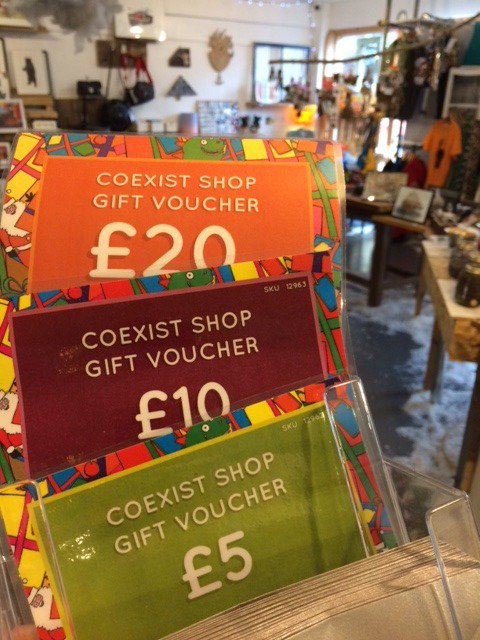 COEXIST SHOP
GIFT VOUCHER
£20
SKU 12963
COEXIST SHOP
GIFT VOUCHER
£10
COEXIST SHOP
GIFT VOUCHER
£5